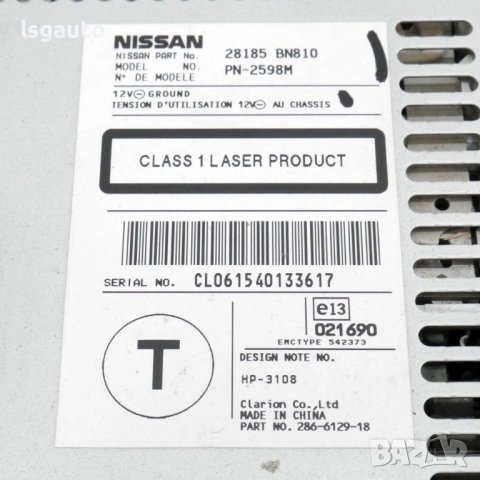 lsgauto
NISSAN
NISSAN PART No. 28185 BN810
MODEL NO. PN-2598M
N° DE MODELE
12V⊖ GROUND
TENSION D'UTILISATION 12V⊖ AU CHASSIS
CLASS 1 LASER PRODUCT
SERIAL NO. CL061540133617
T
e13
021690
EMCTYPE 542373
DESIGN NOTE NO.
HP-3108
Clarion Co.,Ltd
MADE IN CHINA
PART NO. 286-6129-18
BAZAR